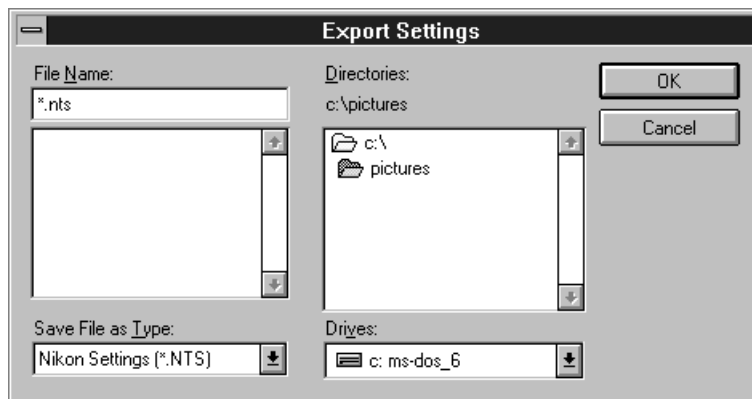 Export Settings
File Name:
*.nts
Directories:
c:\pictures
c:\
pictures
OK
Cancel
Save File as Type:
Nikon Settings (*.NTS)
Drives:
c: ms-dos_6